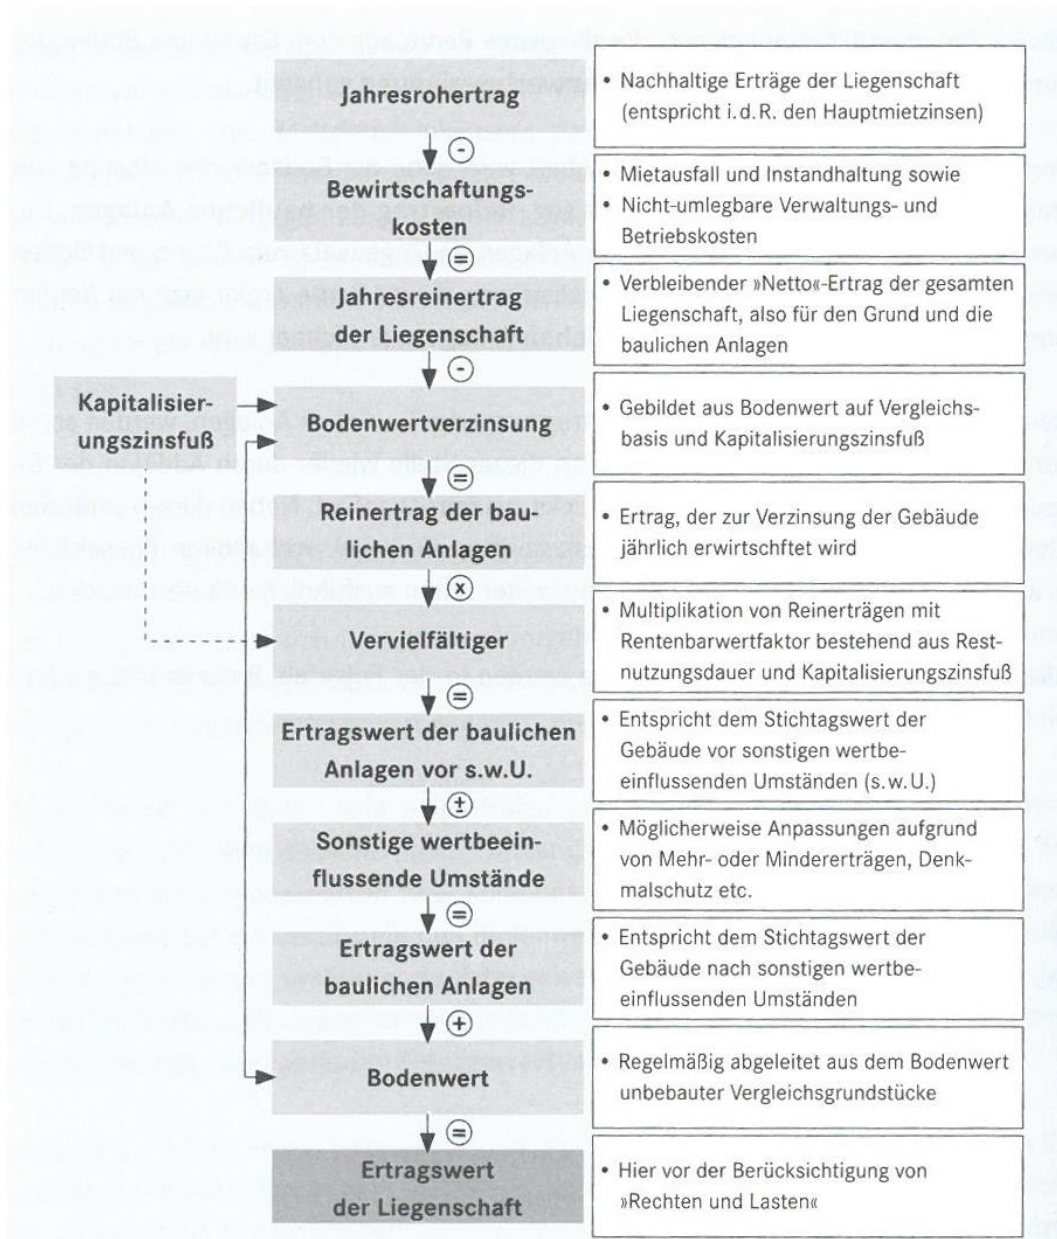 Jahresrohertrag
• Nachhaltige Erträge der Liegenschaft
(entspricht i.d.R. den Hauptmietzinsen)
-
Bewirtschaftungs-
kosten
• Mietausfall und Instandhaltung sowie
• Nicht-umlegbare Verwaltungs- und
Betriebskosten
=
Jahresreinertrag
der Liegenschaft
• Verbleibender »Netto«-Ertrag der gesamten
Liegenschaft, also für den Grund und die
baulichen Anlagen
-
Kapitalisier-
ungszinsfuß
Bodenwertverzinsung
• Gebildet aus Bodenwert auf Vergleichs-
basis und Kapitalisierungszinsfuß
=
Reinertrag der bau-
lichen Anlagen
• Ertrag, der zur Verzinsung der Gebäude
jährlich erwirtschftet wird
x
Vervielfältiger
• Multiplikation von Reinerträgen mit
Rentenbarwertfaktor bestehend aus Rest-
nutzungsdauer und Kapitalisierungszinsfuß
=
Ertragswert der baulichen
Anlagen vor s.w.U.
• Entspricht dem Stichtagswert der
Gebäude vor sonstigen wertbe-
einflussenden Umständen (s.w.U.)
±
Sonstige wertbeein-
flussende Umstände
• Möglicherweise Anpassungen aufgrund
von Mehr- oder Mindererträgen, Denk-
malschutz etc.
=
Ertragswert der
baulichen Anlagen
• Entspricht dem Stichtagswert der
Gebäude nach sonstigen wertbe-
einflussenden Umständen
+
Bodenwert
• Regelmäßig abgeleitet aus dem Bodenwert
unbebauter Vergleichsgrundstücke
=
Ertragswert
der Liegenschaft
• Hier vor der Berücksichtigung von
»Rechten und Lasten«